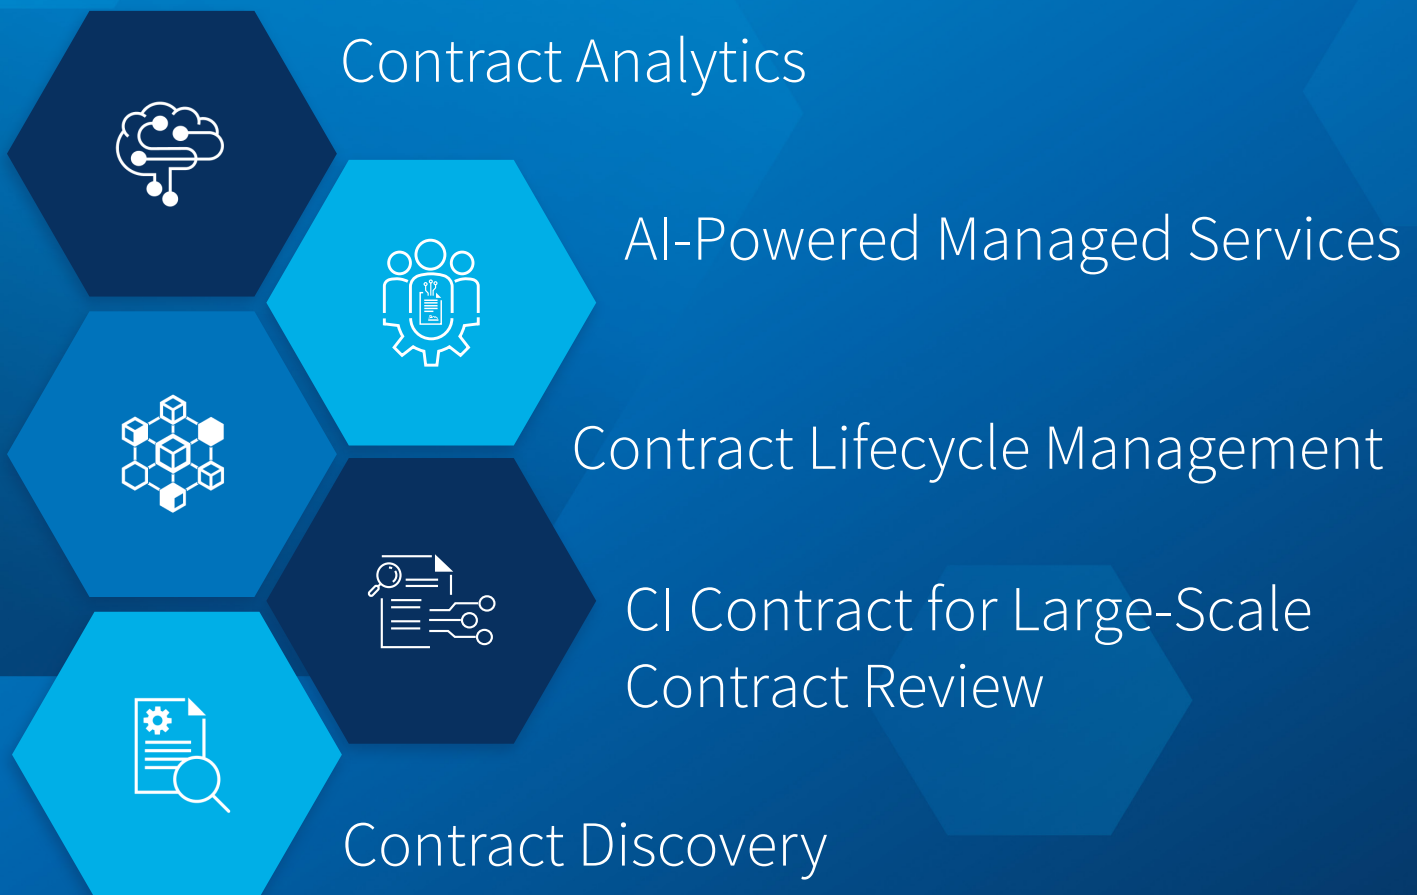 Contract Analytics
AI-Powered Managed Services
Contract Lifecycle Management
CI Contract for Large-Scale
Contract Review
Contract Discovery